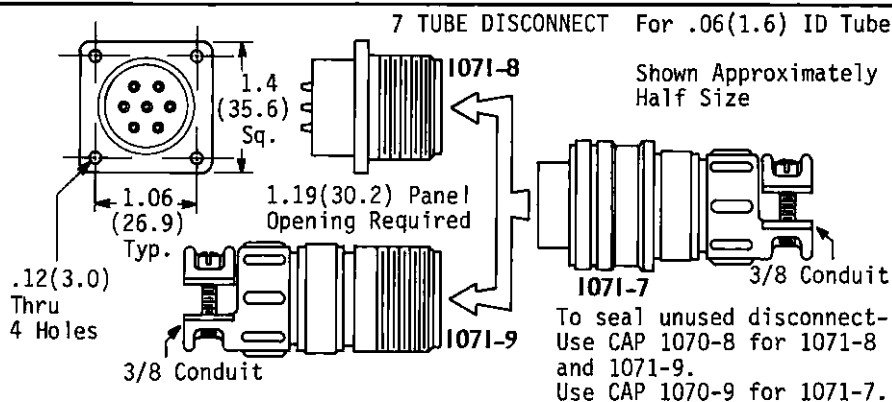 7 TUBE DISCONNECT For .06(1.6) ID Tube
1071-8
Shown Approximately
Half Size
1.4
(35.6)
Sq.
1.06
(26.9)
Typ.
1.19(30.2) Panel
Opening Required
.12(3.0)
Thru
4 Holes
3/8 Conduit
1071-9
1071-7
3/8 Conduit
To seal unused disconnect-
Use CAP 1070-8 for 1071-8
and 1071-9.
Use CAP 1070-9 for 1071-7.